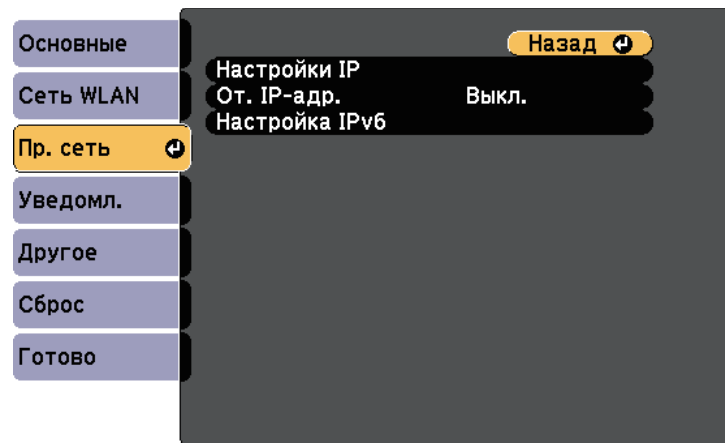 Основные
Сеть WLAN
Пр. сеть
Уведомл.
Другое
Сброс
Готово
Назад
Настройки IP
От. IP-адр. Выкл.
Настройка IPv6